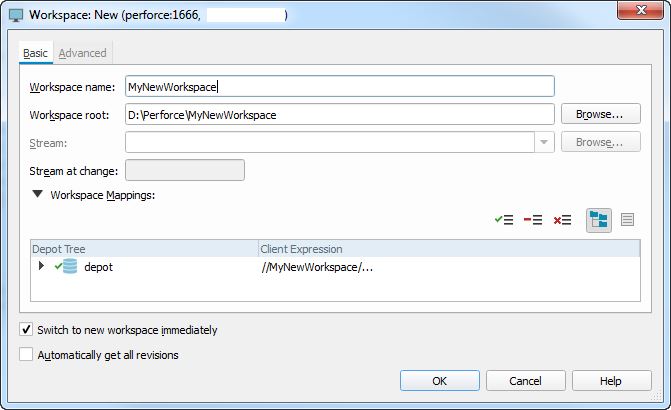 Workspace: New (perforce:1666, )
Basic Advanced
Workspace name: MyNewWorkspace
Workspace root: D:\Perforce\MyNewWorkspace Browse...
Stream: Browse...
Stream at change:
Workspace Mappings:
Depot Tree Client Expression
depot //MyNewWorkspace/...
Switch to new workspace immediately
Automatically get all revisions
OK Cancel Help